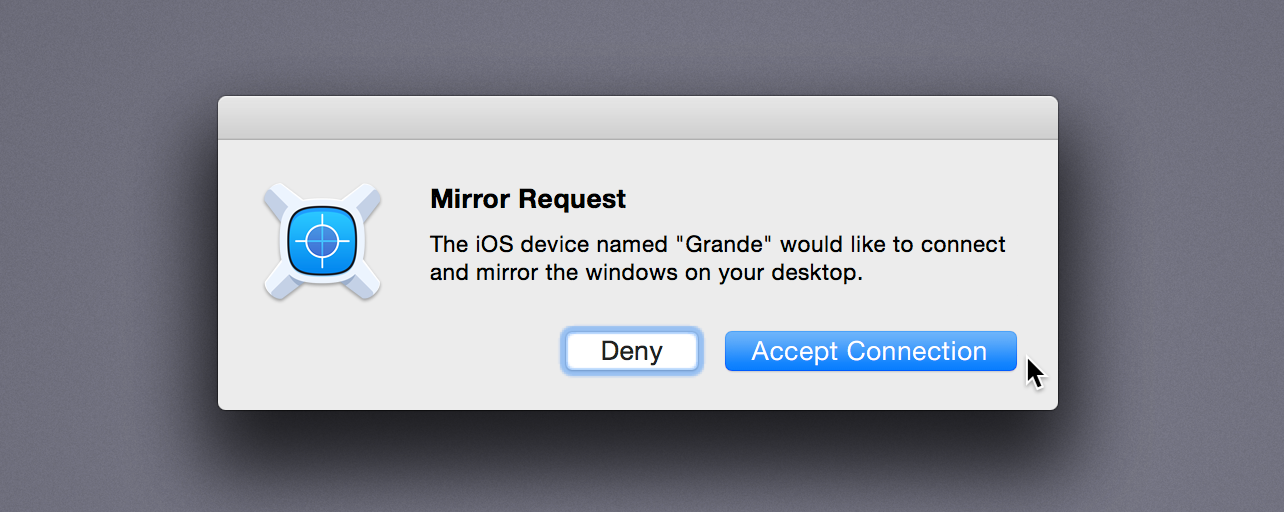 Mirror Request
The iOS device named "Grande" would like to connect
and mirror the windows on your desktop.
Deny
Accept Connection